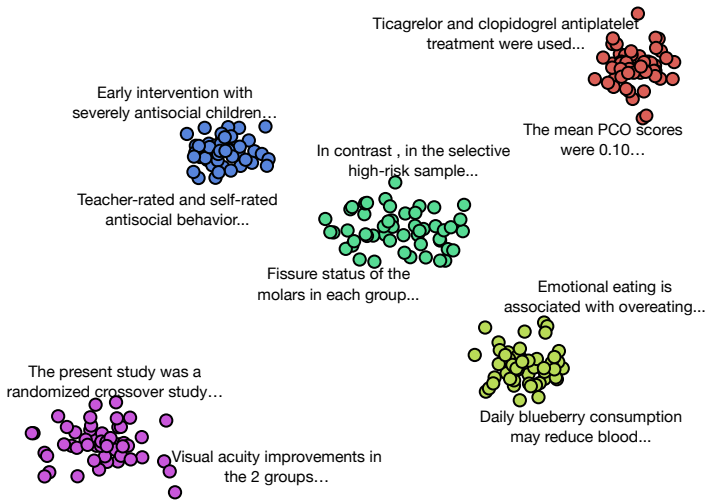 Ticagrelor and clopidogrel antiplatelet
treatment were used...
Early intervention with
severely antisocial children…
The mean PCO scores
were 0.10…
In contrast , in the selective
high-risk sample...
Teacher-rated and self-rated
antisocial behavior...
Fissure status of the
molars in each group...
Emotional eating is
associated with overeating...
The present study was a
randomized crossover study…
Daily blueberry consumption
may reduce blood...
Visual acuity improvements in
the 2 groups…